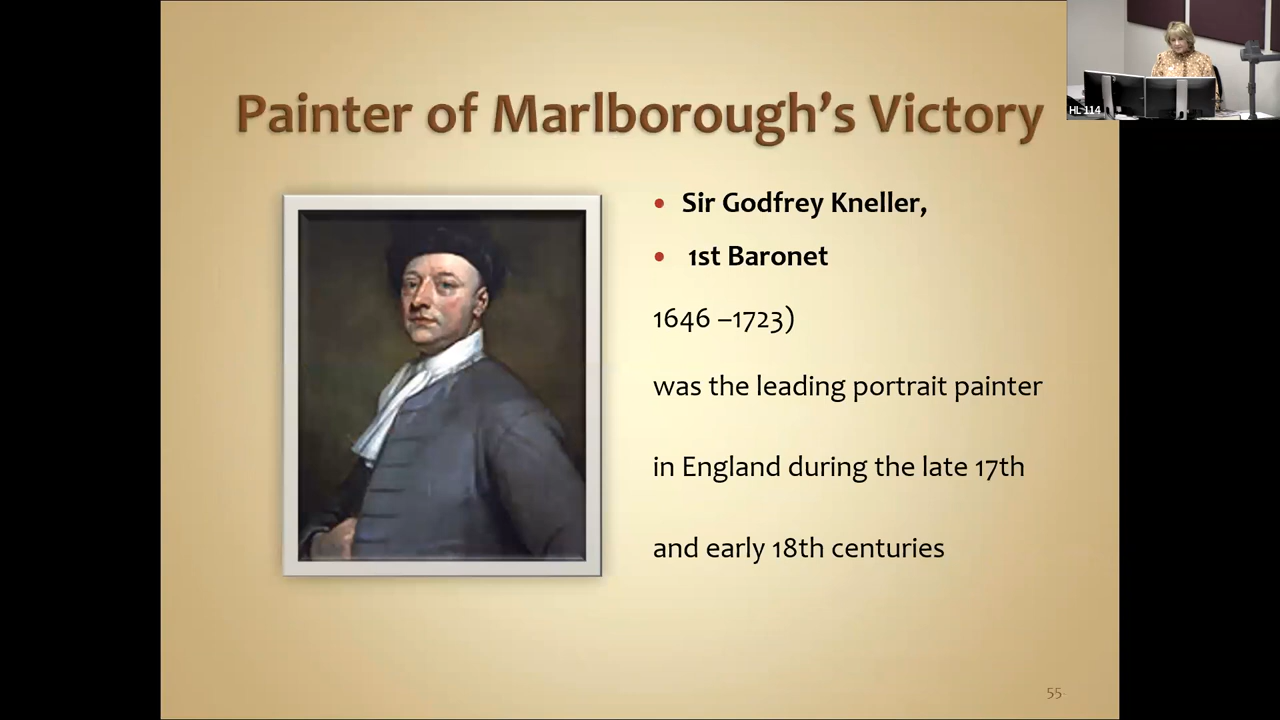 Painter of Marlborough's Victory
• Sir Godfrey Kneller,
• 1st Baronet
1646 –1723)
was the leading portrait painter
in England during the late 17th
and early 18th centuries
55
HL 114